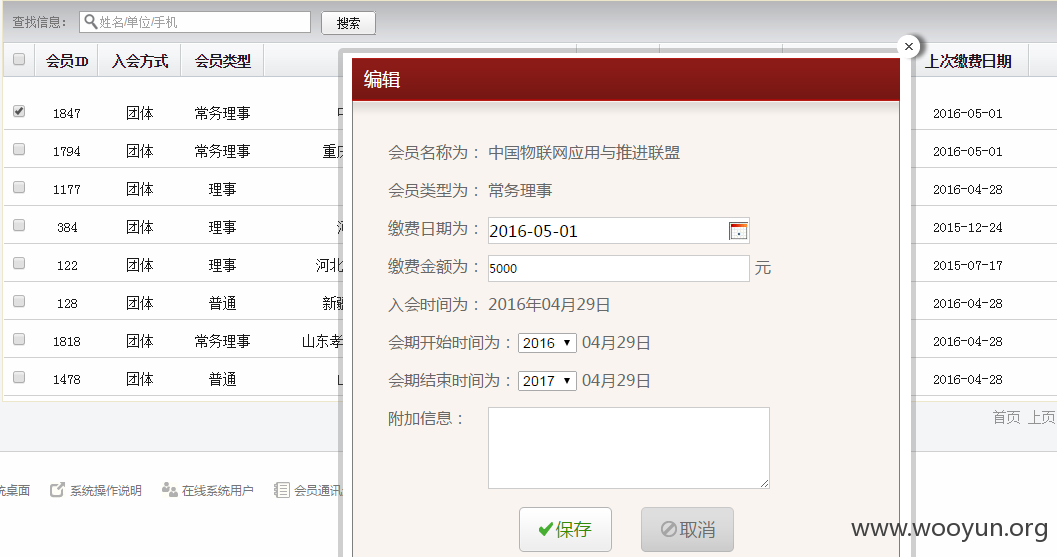 查找信息： 姓名/单位/手机 搜索
会员ID 入会方式 会员类型 上次缴费日期
1847 团体 常务理事 2016-05-01
1794 团体 常务理事 重庆 2016-05-01
1177 团体 理事 2016-04-28
384 团体 理事 2015-12-24
122 团体 理事 河北 2015-07-17
128 团体 普通 新疆 2016-04-28
1818 团体 常务理事 山东孝 2016-04-28
1478 团体 普通 2016-04-28
首页 上页
统桌面 系统操作说明 在线系统用户 会员通讯
编辑
×
会员名称为： 中国物联网应用与推进联盟
会员类型为： 常务理事
缴费日期为： 2016-05-01
缴费金额为： 5000 元
入会时间为： 2016年04月29日
会期开始时间为： 2016 04月29日
会期结束时间为： 2017 04月29日
附加信息：
保存 取消
www.wooyun.org